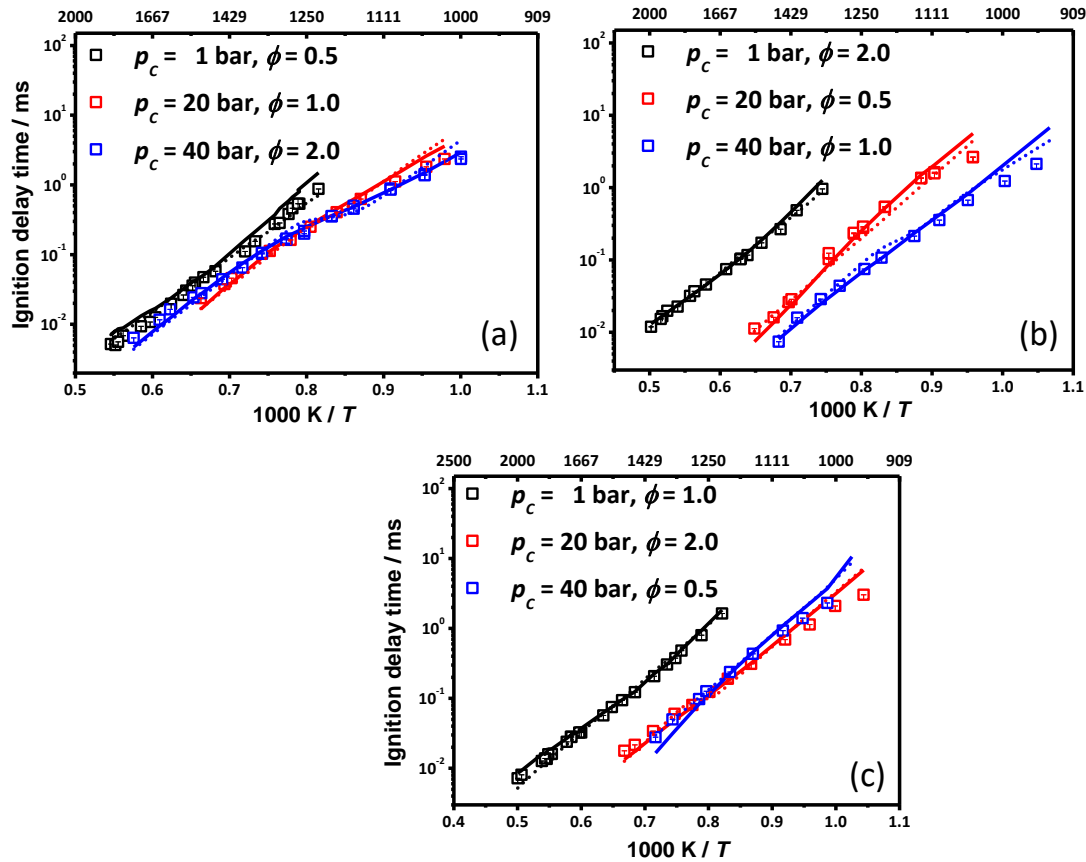 2000 1667 1429 1250 1111 1000 909
10² 10¹ 10⁰ 10⁻¹ 10⁻²
Ignition delay time / ms
p_C = 1 bar, ϕ = 0.5
p_C = 20 bar, ϕ = 1.0
p_C = 40 bar, ϕ = 2.0
(a)
0.5 0.6 0.7 0.8 0.9 1.0 1.1
1000 K / T
2000 1667 1429 1250 1111 1000 909
10² 10¹ 10⁰ 10⁻¹ 10⁻²
p_C = 1 bar, ϕ = 2.0
p_C = 20 bar, ϕ = 0.5
p_C = 40 bar, ϕ = 1.0
(b)
0.5 0.6 0.7 0.8 0.9 1.0 1.1
1000 K / T
2500 2000 1667 1429 1250 1111 1000 909
10² 10¹ 10⁰ 10⁻¹ 10⁻²
Ignition delay time / ms
p_C = 1 bar, ϕ = 1.0
p_C = 20 bar, ϕ = 2.0
p_C = 40 bar, ϕ = 0.5
(c)
0.4 0.5 0.6 0.7 0.8 0.9 1.0 1.1
1000 K / T